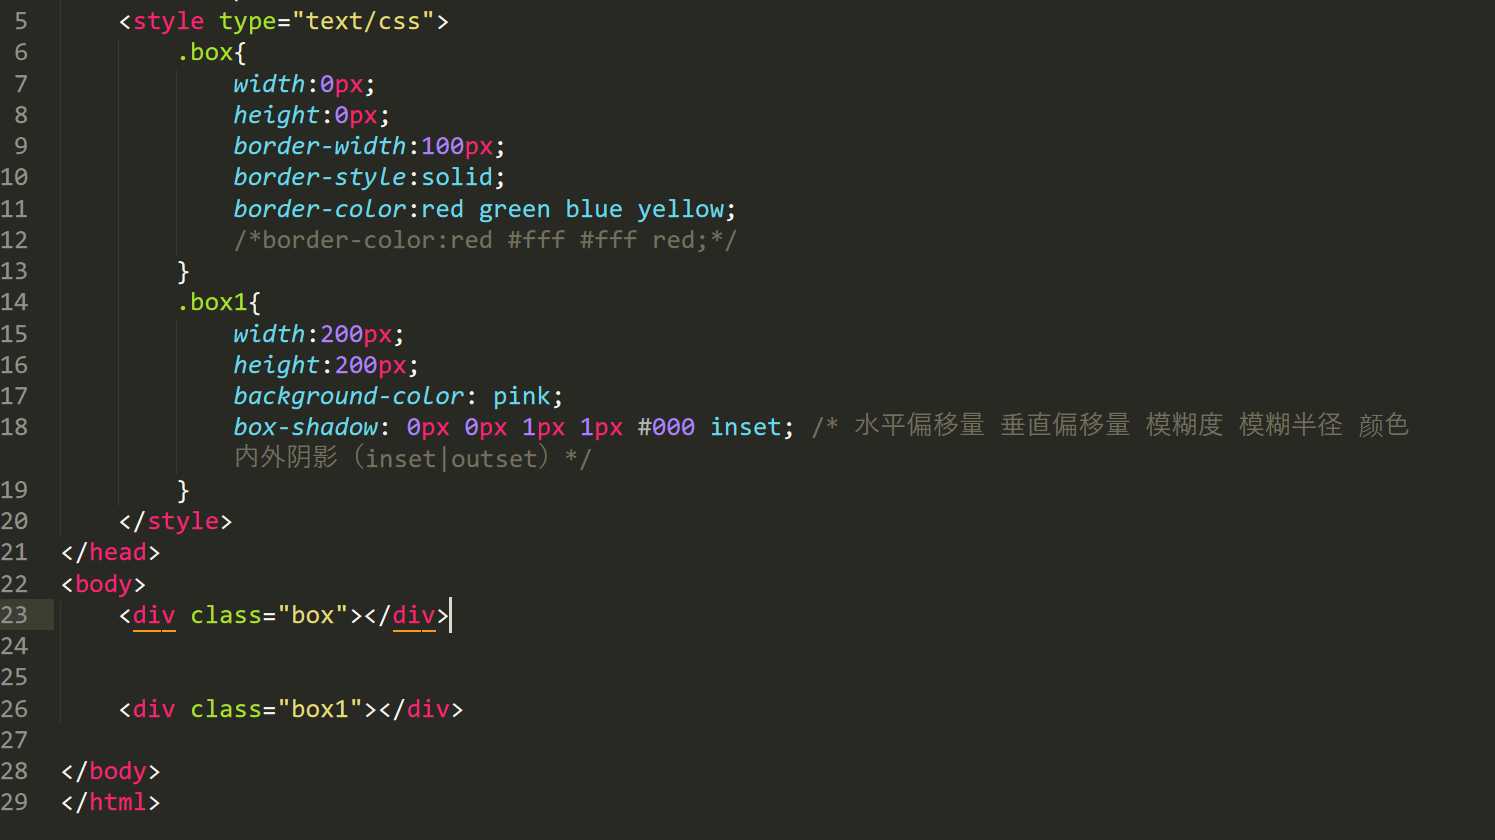 5 <style type="text/css">
6 .box{
7 width:0px;
8 height:0px;
9 border-width:100px;
10 border-style:solid;
11 border-color:red green blue yellow;
12 /*border-color:red #fff #fff red;*/
13 }
14 .box1{
15 width:200px;
16 height:200px;
17 background-color: pink;
18 box-shadow: 0px 0px 1px 1px #000 inset; /* 水平偏移量 垂直偏移量 模糊度 模糊半径 颜色
内外阴影（inset|outset）*/
19 }
20 </style>
21 </head>
22 <body>
23 <div class="box"></div>
24
25
26 <div class="box1"></div>
27
28 </body>
29 </html>